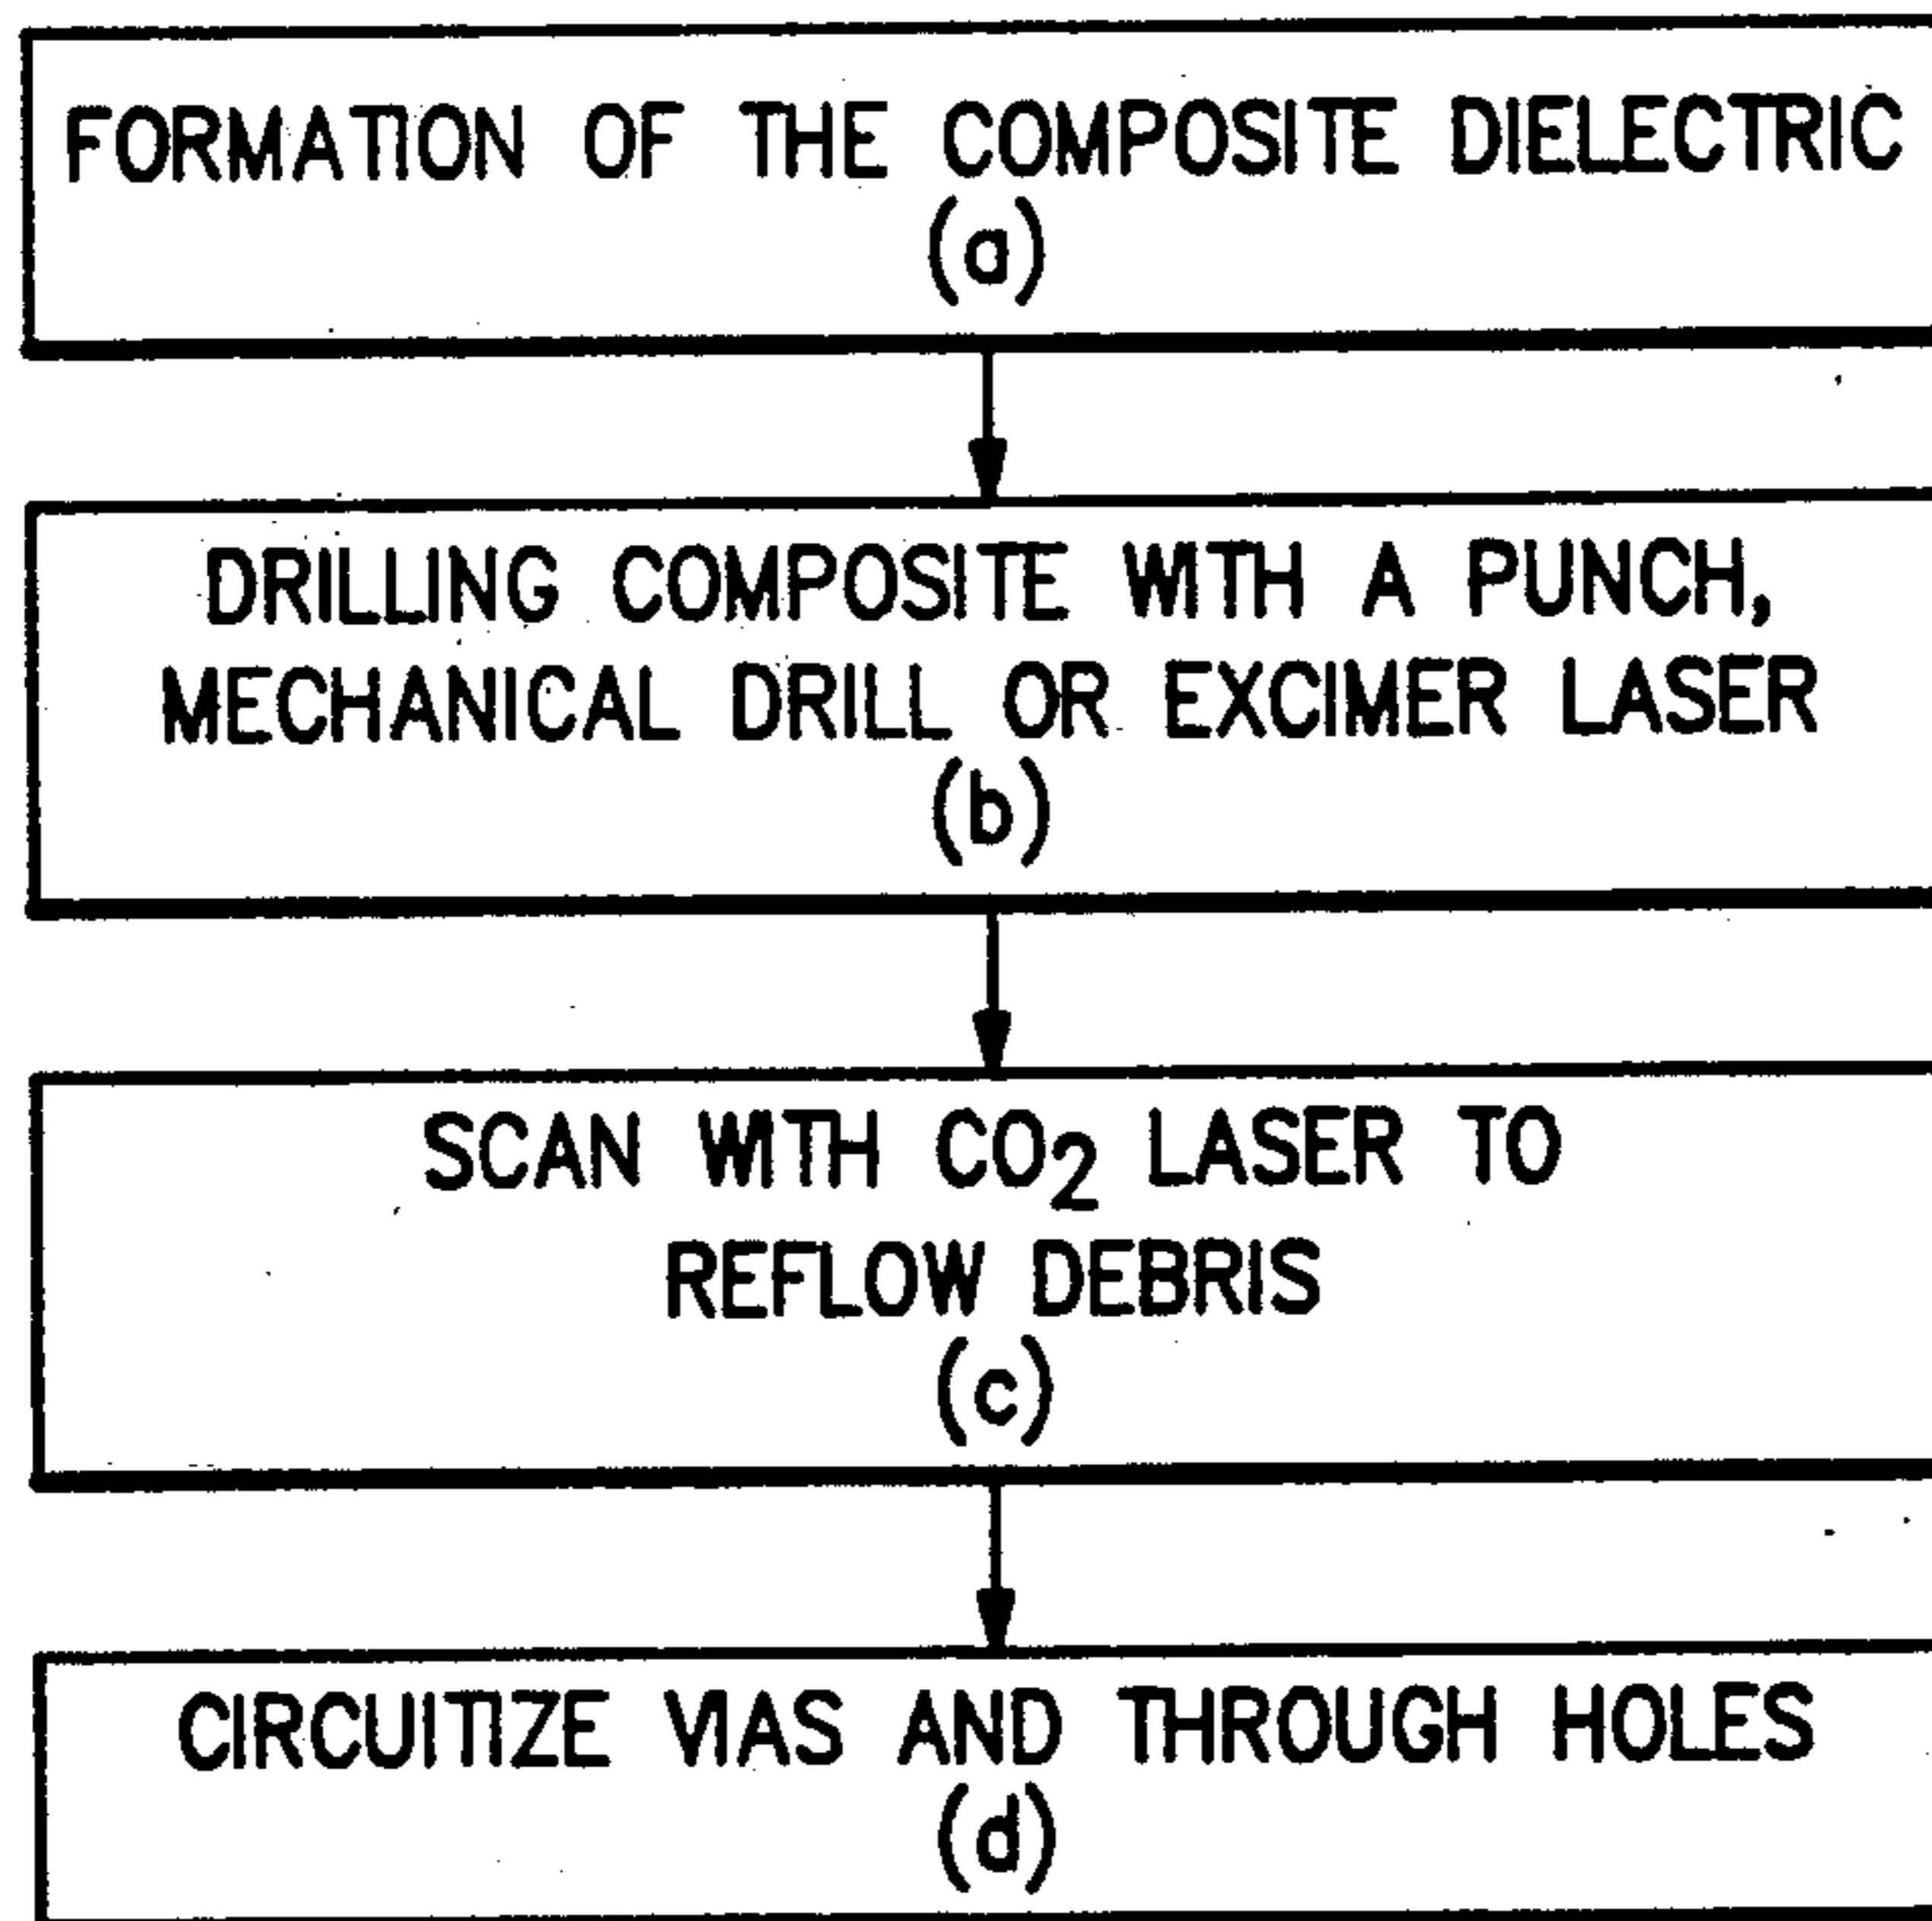 FORMATION OF THE COMPOSITE DIELECTRIC
(a)
DRILLING COMPOSITE WITH A PUNCH,
MECHANICAL DRILL OR EXCIMER LASER
(b)
SCAN WITH CO₂ LASER TO
REFLOW DEBRIS
(c)
CIRCUITIZE VIAS AND THROUGH HOLES
(d)